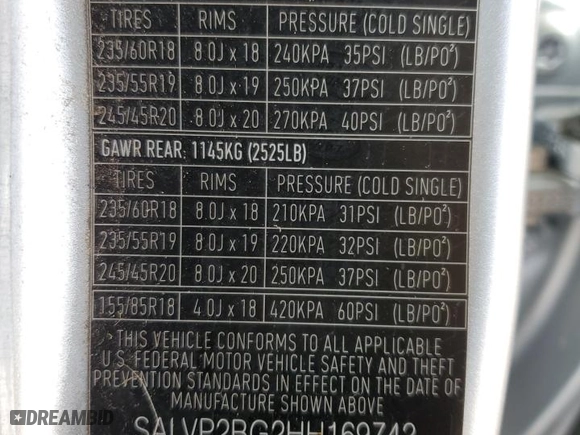 TIRES RIMS PRESSURE (COLD SINGLE)
235/60R18 8.0J x 18 240KPA 35PSI (LB/PO²)
235/55R19 8.0J x 19 250KPA 37PSI (LB/PO²)
245/45R20 8.0J x 20 270KPA 40PSI (LB/PO²)
GAWR REAR: 1145KG (2525LB)
TIRES RIMS PRESSURE (COLD SINGLE)
235/60R18 8.0J x 18 210KPA 31PSI (LB/PO²)
235/55R19 8.0J x 19 220KPA 32PSI (LB/PO²)
245/45R20 8.0J x 20 250KPA 37PSI (LB/PO²)
155/85R18 4.0J x 18 420KPA 60PSI (LB/PO²)
THIS VEHICLE CONFORMS TO ALL APPLICABLE
U.S. FEDERAL MOTOR VEHICLE SAFETY AND THEFT
PREVENTION STANDARDS IN EFFECT ON THE DATE OF
MANUFACTURE SHOWN ABOVE
SALVP2BG2HH169742
DEALER AUCTION HISTORY